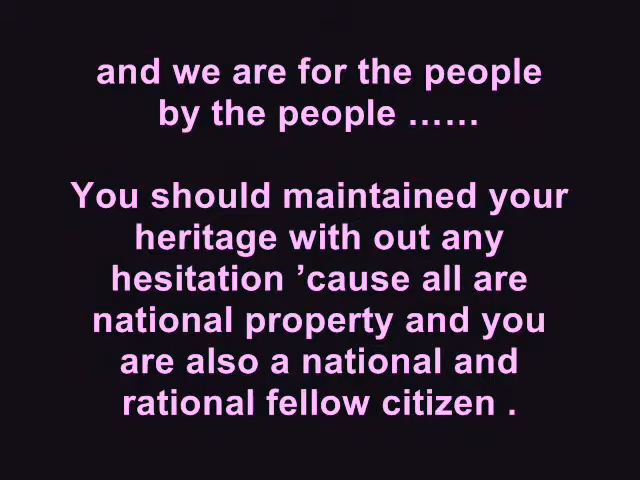 and we are for the people
by the people ……
You should maintained your
heritage with out any
hesitation ’cause all are
national property and you
are also a national and
rational fellow citizen .